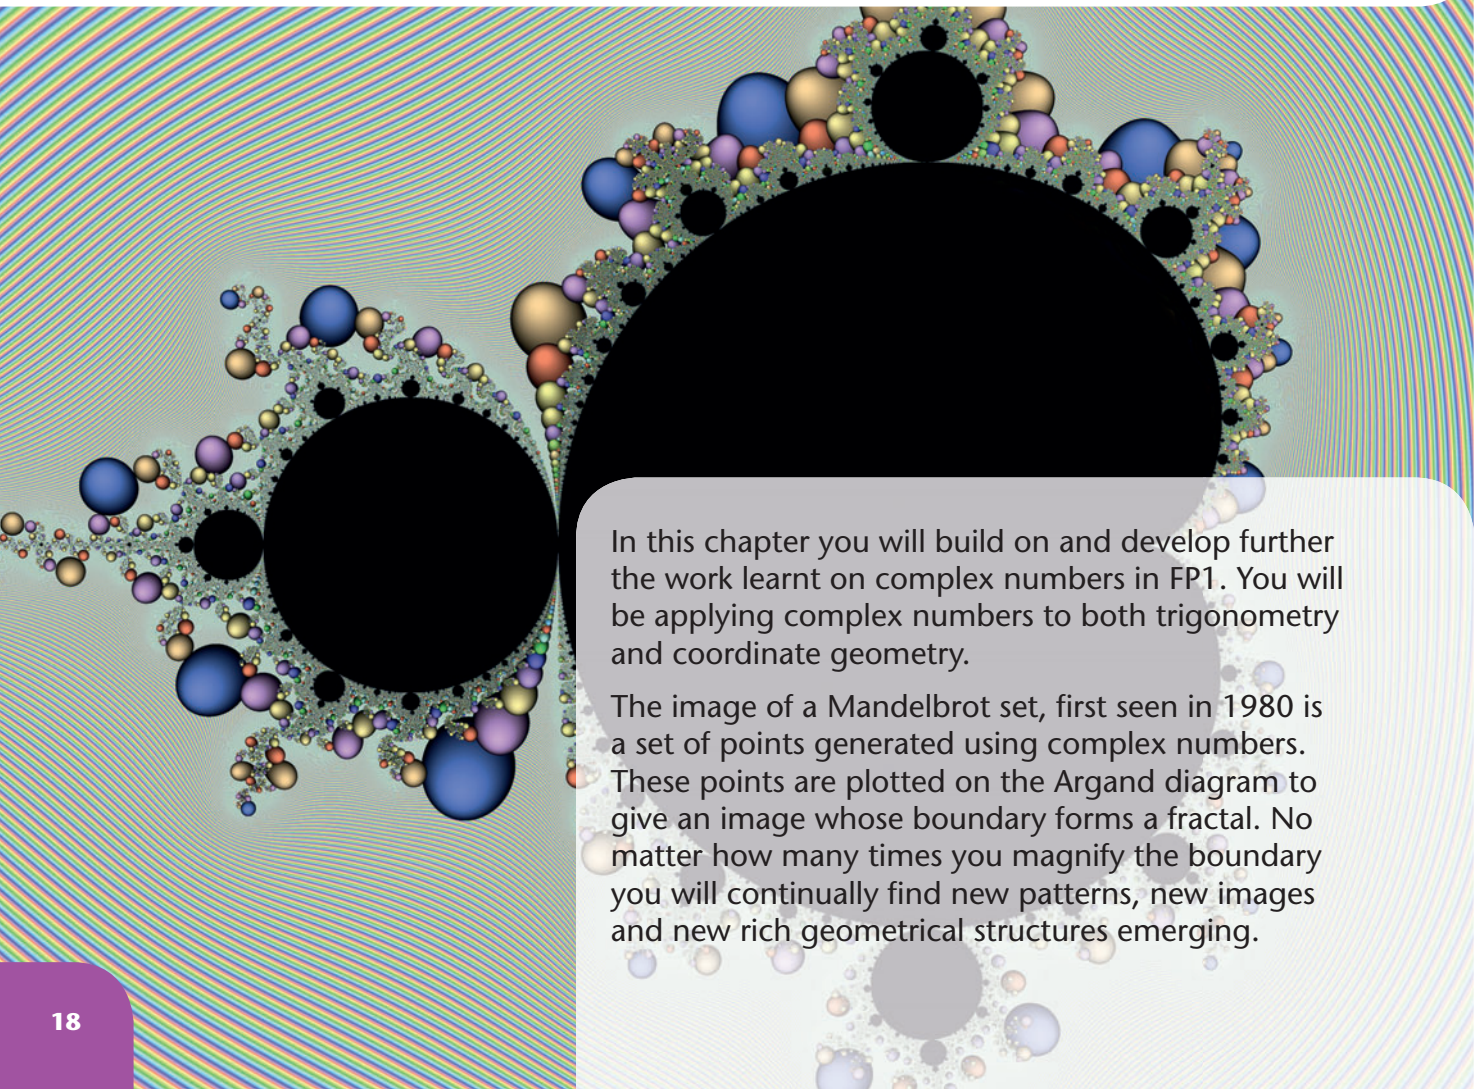 In this chapter you will build on and develop further
the work learnt on complex numbers in FP1. You will
be applying complex numbers to both trigonometry
and coordinate geometry.
The image of a Mandelbrot set, first seen in 1980 is
a set of points generated using complex numbers.
These points are plotted on the Argand diagram to
give an image whose boundary forms a fractal. No
matter how many times you magnify the boundary
you will continually find new patterns, new images
and new rich geometrical structures emerging.
18